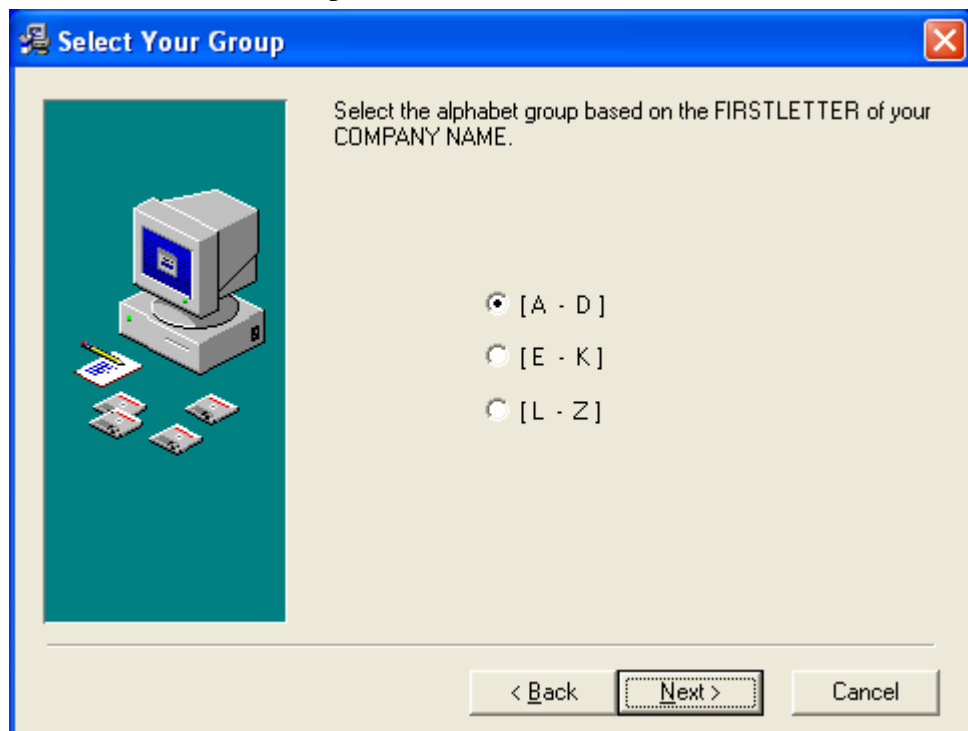 Select Your Group
Select the alphabet group based on the FIRSTLETTER of your
COMPANY NAME.
[ A - D ]
[ E - K ]
[ L - Z ]
< Back Next > Cancel